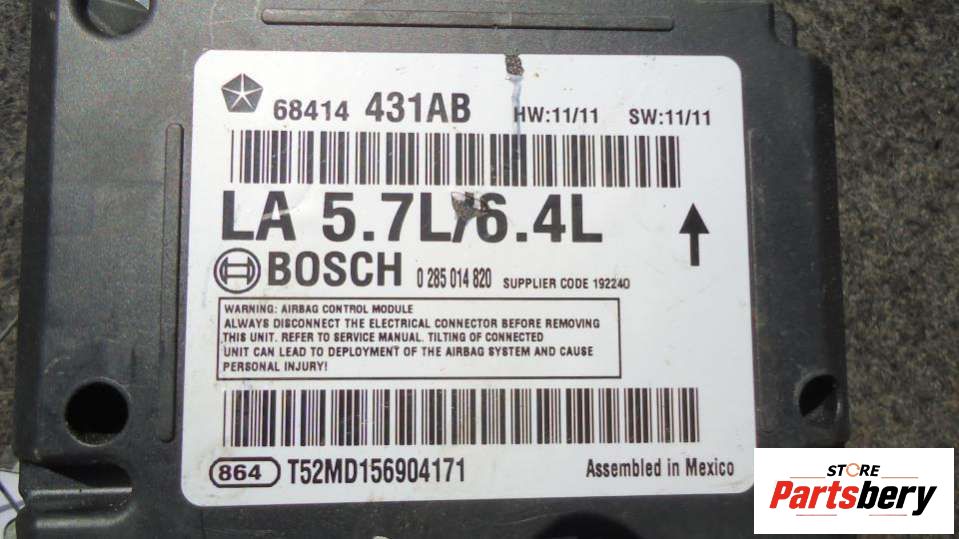 68414 431AB HW:11/11 SW:11/11
LA 5.7L/6.4L
BOSCH 0 285 014 820 SUPPLIER CODE 192240
WARNING: AIRBAG CONTROL MODULE
ALWAYS DISCONNECT THE ELECTRICAL CONNECTOR BEFORE REMOVING
THIS UNIT. REFER TO SERVICE MANUAL. TILTING OF CONNECTED
UNIT CAN LEAD TO DEPLOYMENT OF THE AIRBAG SYSTEM AND CAUSE
PERSONAL INJURY!
864 T52MD156904171 Assembled in Mexico
STORE
Partsbery